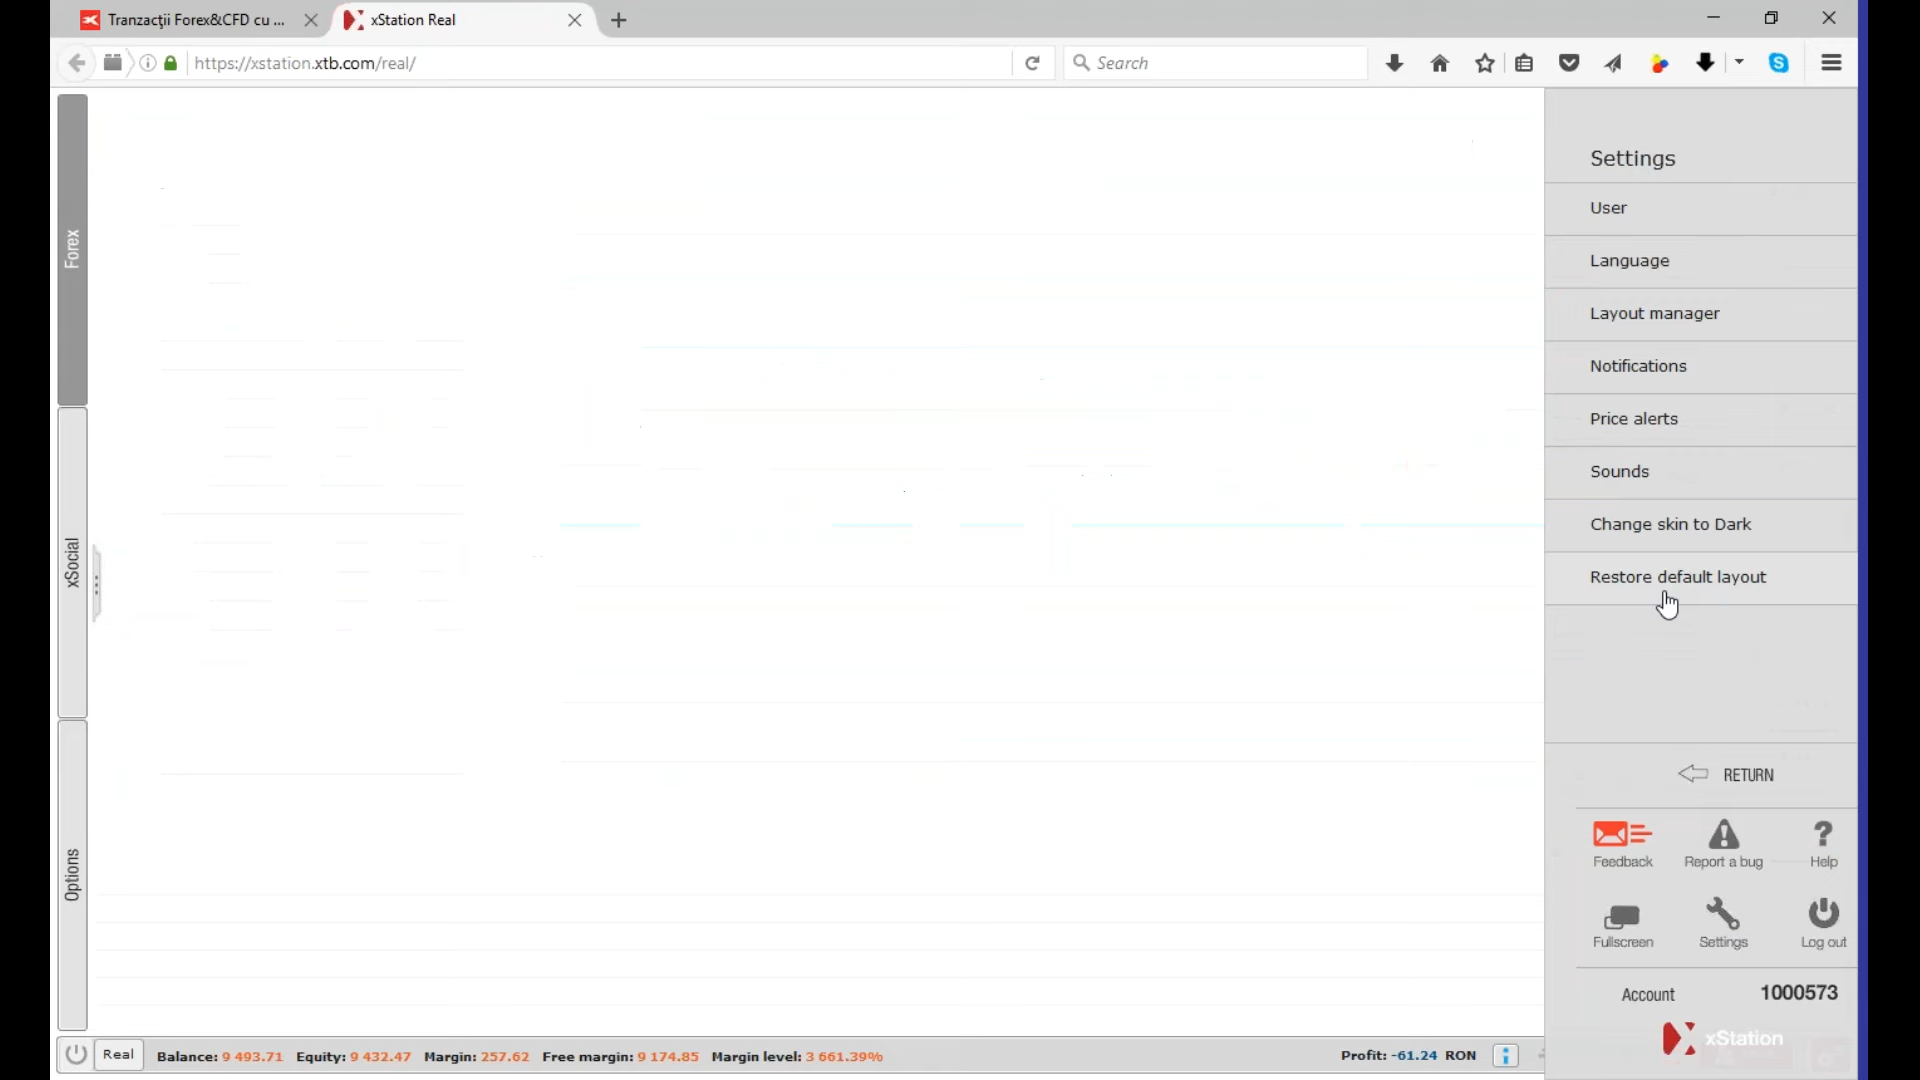 Tranzacții Forex&CFD cu ...
xStation Real
https://xstation.xtb.com/real/
Search
Forex
xSocial
Options
Settings
User
Language
Layout manager
Notifications
Price alerts
Sounds
Change skin to Dark
Restore default layout
RETURN
Feedback
Report a bug
Help
Fullscreen
Settings
Log out
Account 1000573
xStation
Real
Balance: 9 493.71 Equity: 9 432.47 Margin: 257.62 Free margin: 9 174.85 Margin level: 3 661.39%
Profit: -61.24 RON